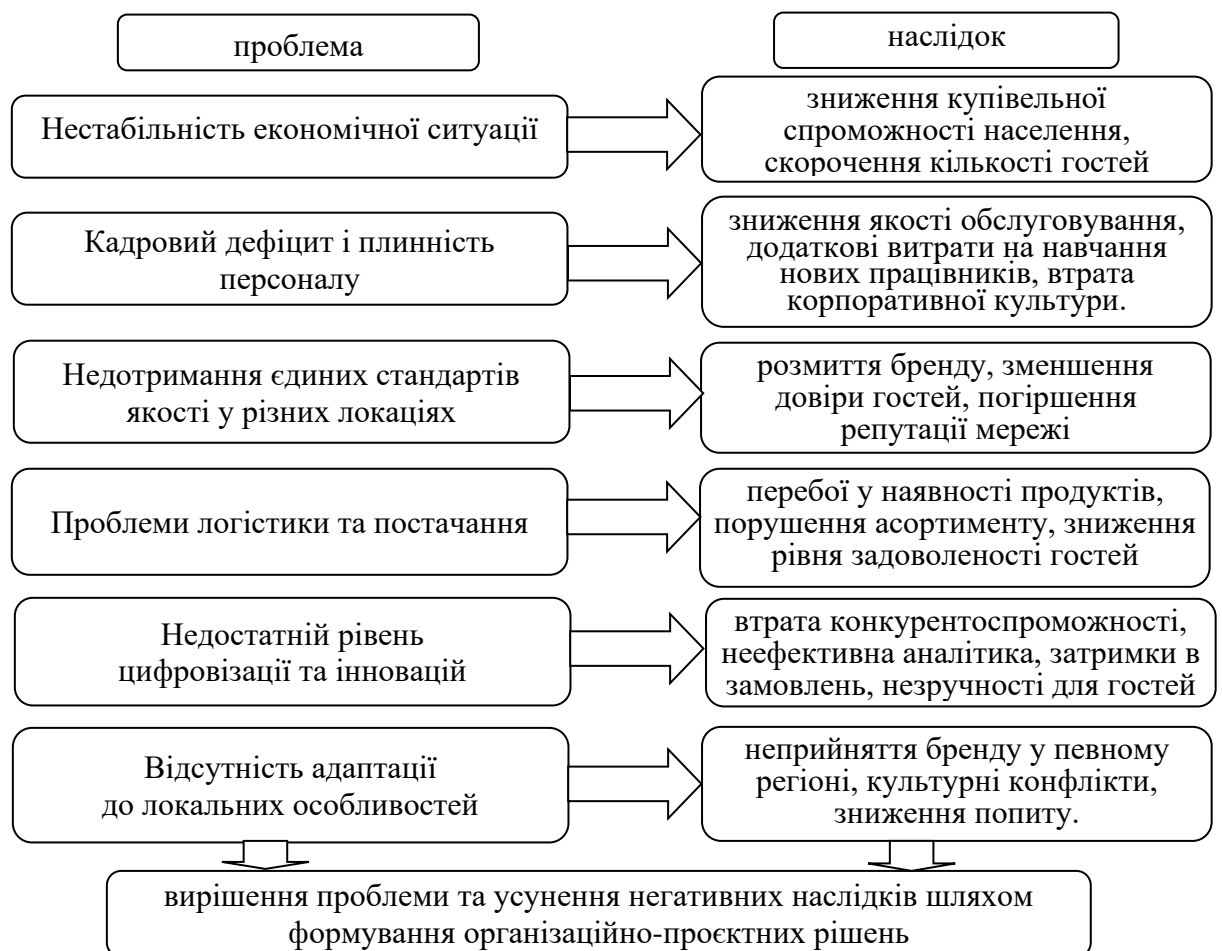 проблема
наслідок
Нестабільність економічної ситуації
зниження купівельної
спроможності населення,
скорочення кількості гостей
Кадровий дефіцит і плинність
персоналу
зниження якості обслуговування,
додаткові витрати на навчання
нових працівників, втрата
корпоративної культури.
Недотримання єдиних стандартів
якості у різних локаціях
розмиття бренду, зменшення
довіри гостей, погіршення
репутації мережі
Проблеми логістики та постачання
перебої у наявності продуктів,
порушення асортименту, зниження
рівня задоволеності гостей
Недостатній рівень
цифровізації та інновацій
втрата конкурентоспроможності,
неефективна аналітика, затримки в
замовлень, незручності для гостей
Відсутність адаптації
до локальних особливостей
неприйняття бренду у певному
регіоні, культурні конфлікти,
зниження попиту.
вирішення проблеми та усунення негативних наслідків шляхом
формування організаційно-проєктних рішень